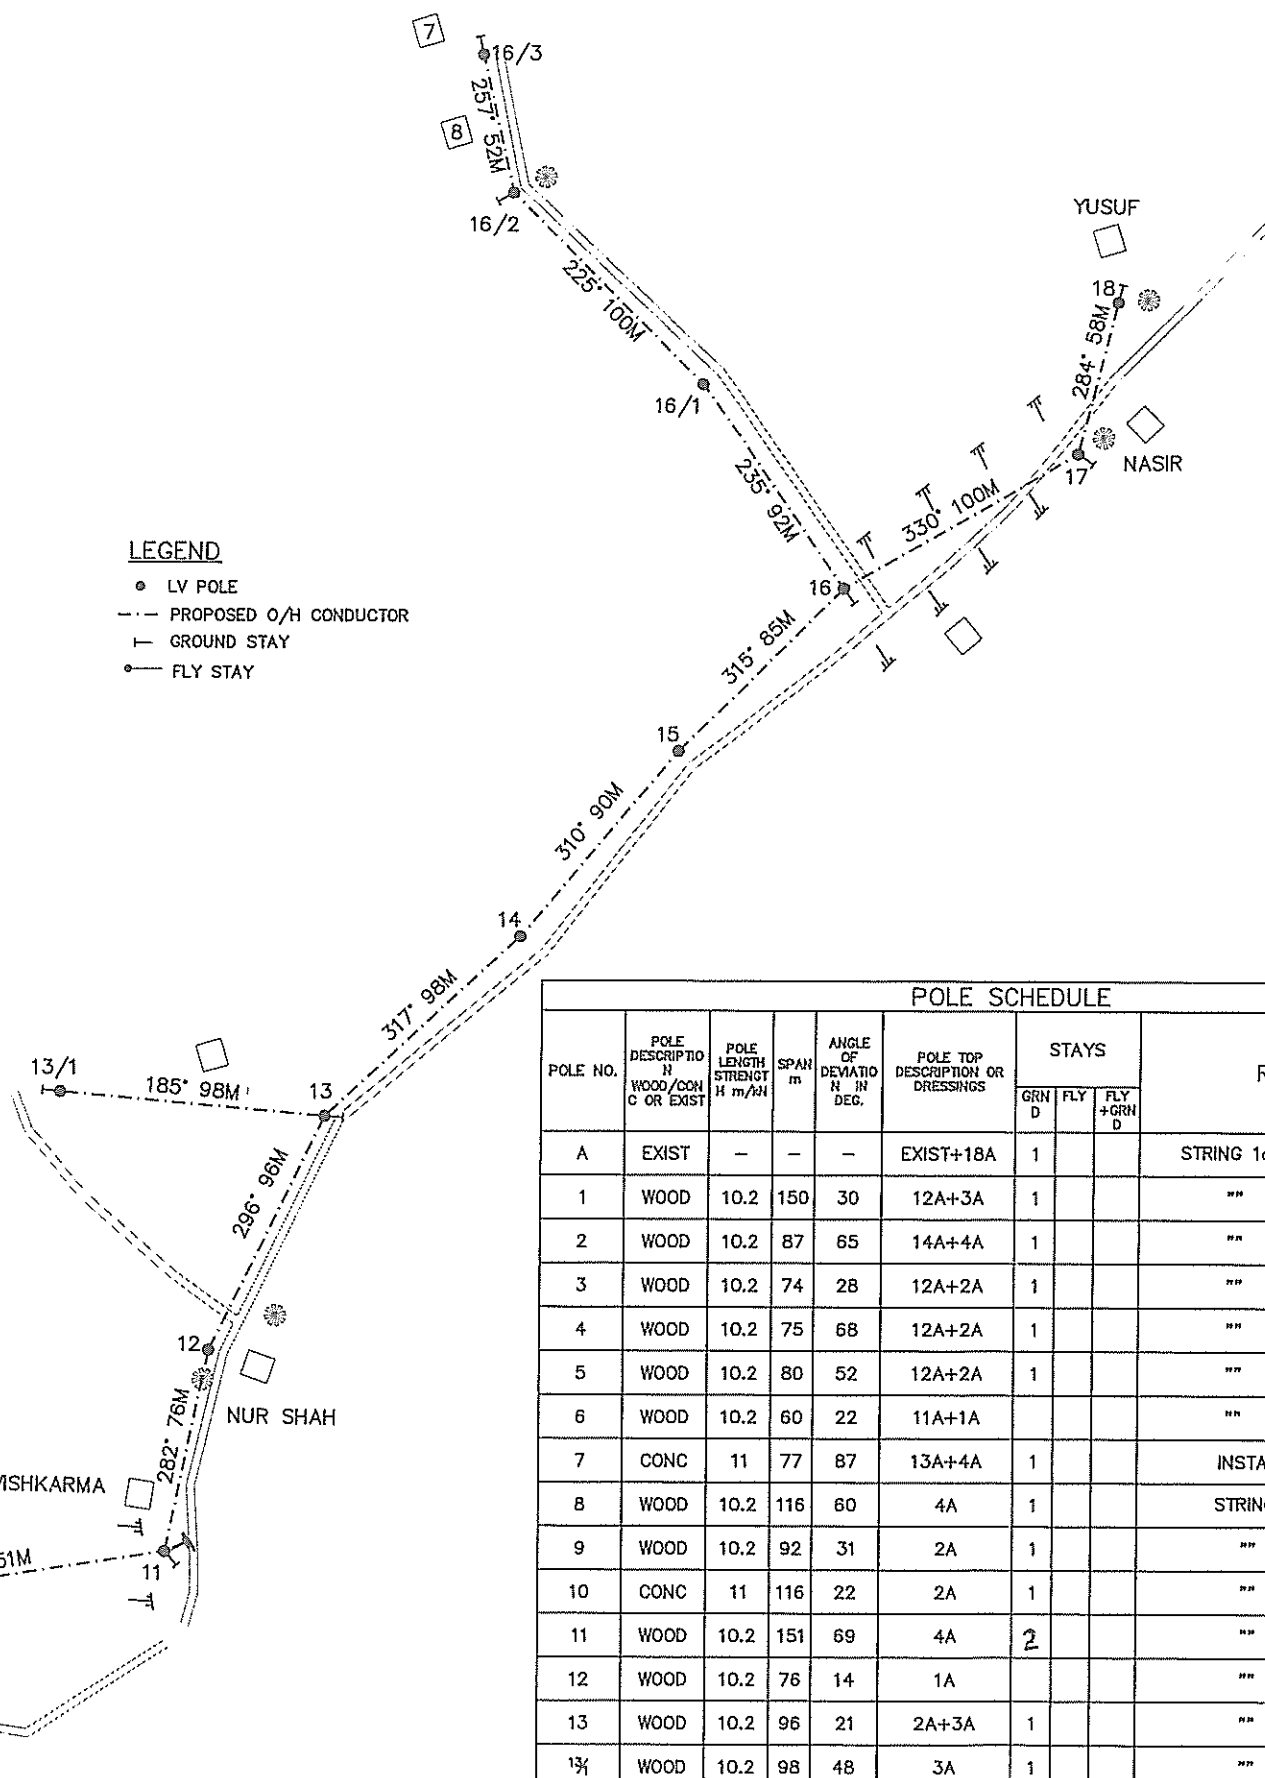 7
16/3
257° 52M
8
16/2
225° 100M
YUSUF
18
284° 58M
16/1
235° 92M
17
NASIR
330° 100M
16
315° 85M
LEGEND
LV POLE
PROPOSED O/H CONDUCTOR
GROUND STAY
FLY STAY
15
310° 90M
14
317° 98M
13/1
185° 98M
13
296° 96M
12
NUR SHAH
282° 76M
VISHKARMA
51M
11
POLE SCHEDULE
POLE NO. POLE DESCRIPTIO N WOOD/CON C OR EXIST POLE LENGTH STRENGT H m/kN SPAN m ANGLE OF DEVIATIO N IN DEG. POLE TOP DESCRIPTION OR DRESSINGS STAYS R
GRN D FLY FLY +GRN D
A EXIST – – – EXIST+18A 1 STRING 16
1 WOOD 10.2 150 30 12A+3A 1 ""
2 WOOD 10.2 87 65 14A+4A 1 ""
3 WOOD 10.2 74 28 12A+2A 1 ""
4 WOOD 10.2 75 68 12A+2A 1 ""
5 WOOD 10.2 80 52 12A+2A 1 ""
6 WOOD 10.2 60 22 11A+1A ""
7 CONC 11 77 87 13A+4A 1 INSTA
8 WOOD 10.2 116 60 4A 1 STRING
9 WOOD 10.2 92 31 2A 1 ""
10 CONC 11 116 22 2A 1 ""
11 WOOD 10.2 151 69 4A 2 ""
12 WOOD 10.2 76 14 1A ""
13 WOOD 10.2 96 21 2A+3A 1 ""
13/1 WOOD 10.2 98 48 3A 1 ""